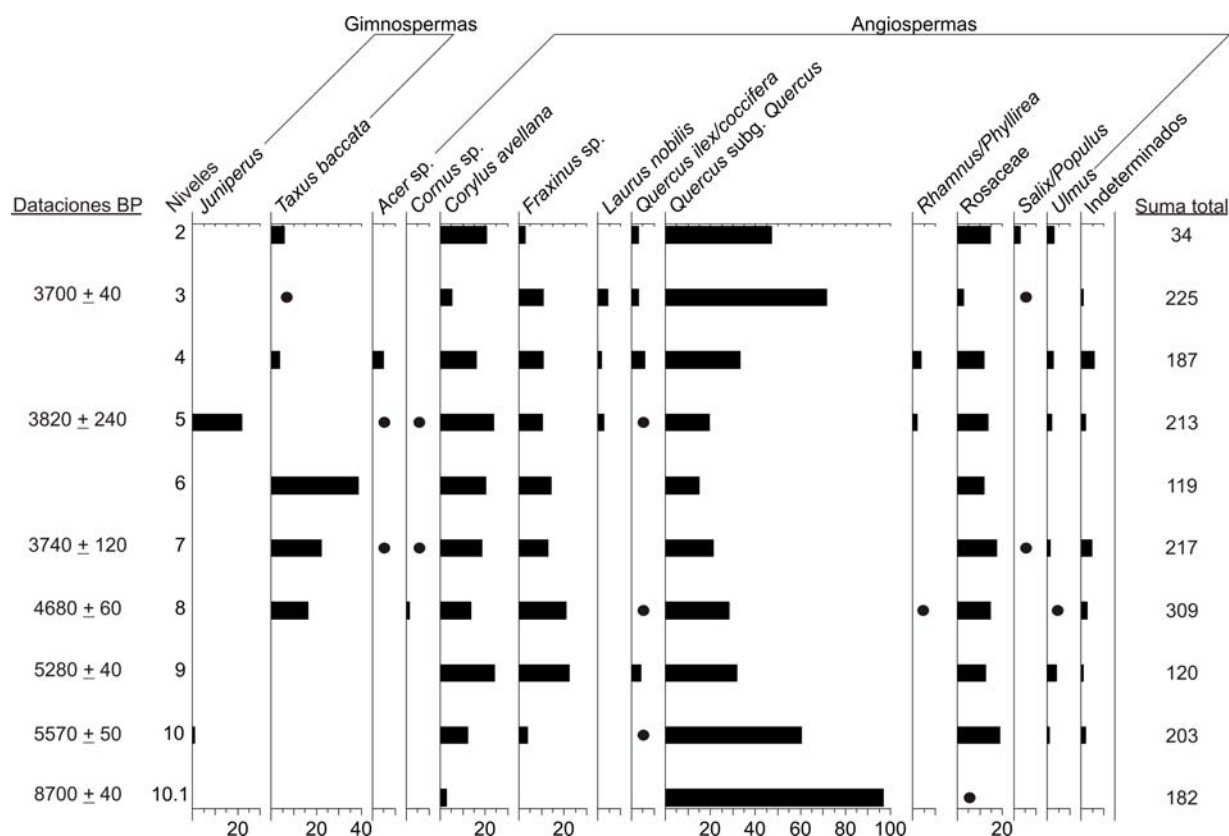 Gimnospermas
Angiospermas
Dataciones BP
Niveles
Juniperus
Taxus baccata
Acer sp.
Cornus sp.
Corylus avellana
Fraxinus sp.
Laurus nobilis
Quercus ilex/coccifera
Quercus subg. Quercus
Rhamnus/Phyllirea
Rosaceae
Salix/Populus
Ulmus
Indeterminados
Suma total
2 34
3700 ± 40 3 225
4 187
3820 ± 240 5 213
6 119
3740 ± 120 7 217
4680 ± 60 8 309
5280 ± 40 9 120
5570 ± 50 10 203
8700 ± 40 10.1 182
20 20 40 20 20 20 40 60 80 100 20